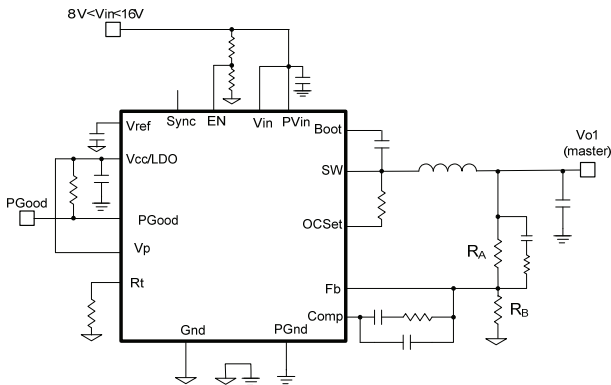 8V<Vin<16V
Sync
EN
Vin
PVin
Vref
Boot
Vcc/LDO
SW
Vo1
(master)
PGood
PGood
OCSet
Vp
RA
Rt
Fb
RB
Comp
Gnd
PGnd